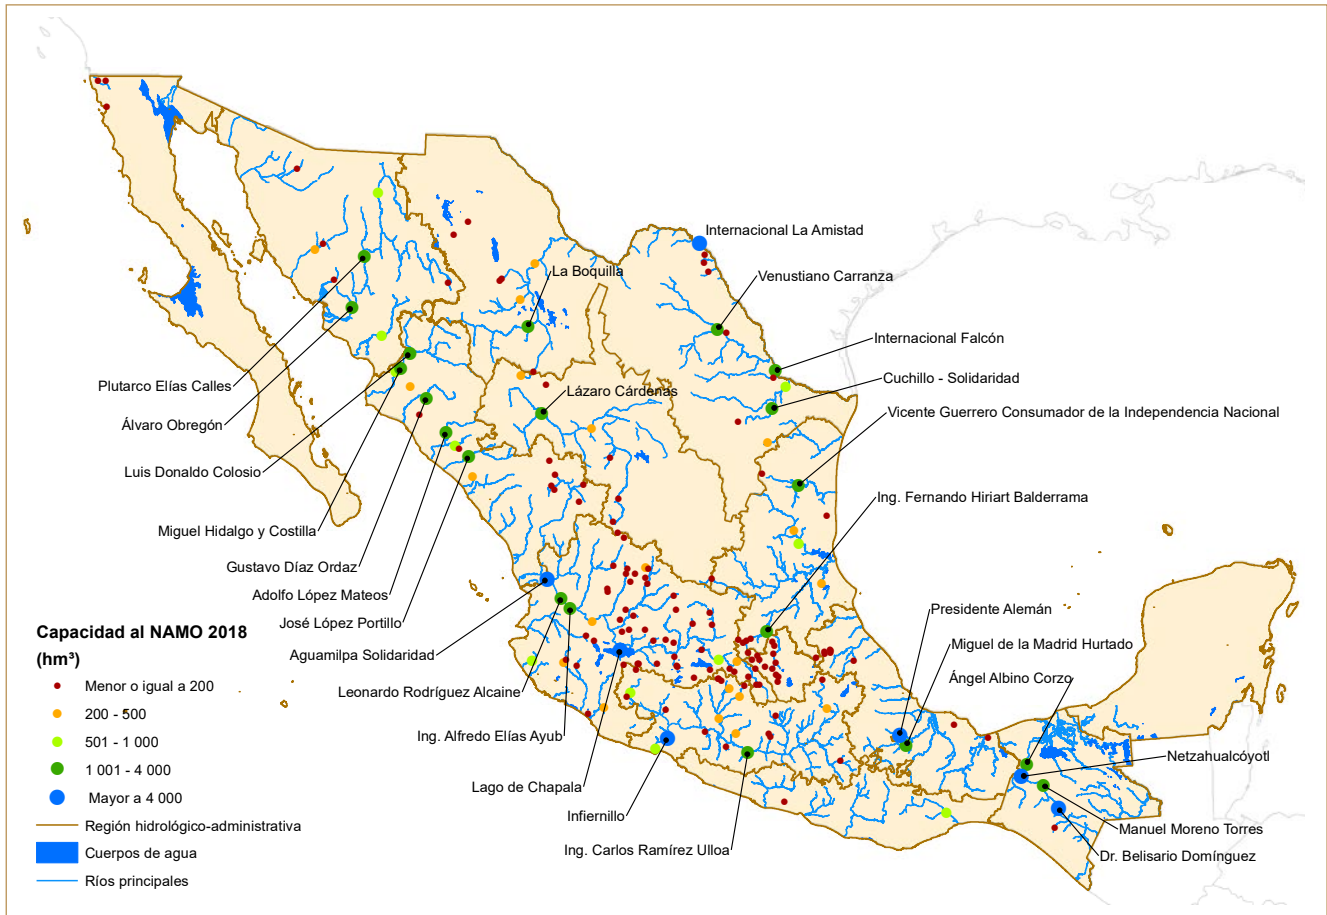 Internacional La Amistad
La Boquilla
Venustiano Carranza
Internacional Falcón
Cuchillo - Solidaridad
Plutarco Elías Calles
Lázaro Cárdenas
Vicente Guerrero Consumador de la Independencia Nacional
Álvaro Obregón
Luis Donaldo Colosio
Ing. Fernando Hiriart Balderrama
Miguel Hidalgo y Costilla
Gustavo Díaz Ordaz
Adolfo López Mateos
Presidente Alemán
José López Portillo
Miguel de la Madrid Hurtado
Aguamilpa Solidaridad
Ángel Albino Corzo
Leonardo Rodríguez Alcaine
Ing. Alfredo Elías Ayub
Netzahualcóyotl
Lago de Chapala
Infiernillo
Manuel Moreno Torres
Ing. Carlos Ramírez Ulloa
Dr. Belisario Domínguez
Capacidad al NAMO 2018
(hm³)
Menor o igual a 200
200 - 500
501 - 1 000
1 001 - 4 000
Mayor a 4 000
Región hidrológico-administrativa
Cuerpos de agua
Ríos principales